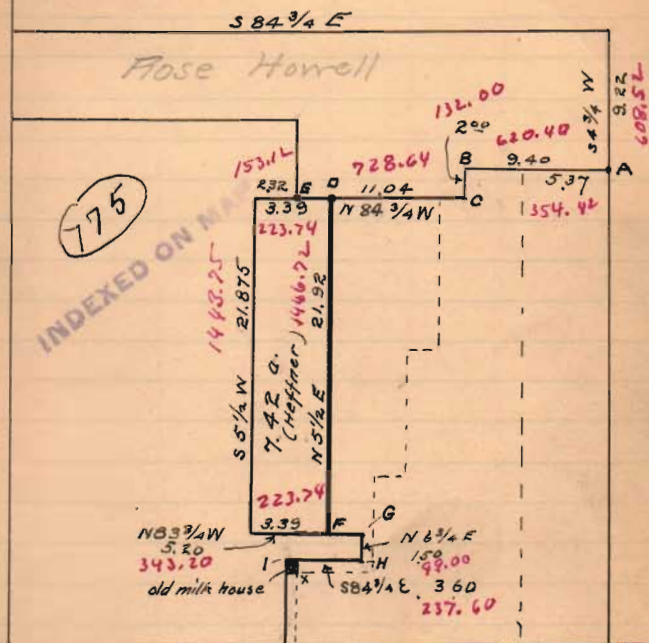 S 84 3/4 E
Rose Howell
S 4 3/4 W
9.22
608.52
132.00
2.00
620.40
B
9.40
A
5.37
354.42
153.12
728.64
2.32
E
D
11.04
C
3.39
N 84 3/4 W
223.74
775
INDEXED ON MAP
1443.75
21.875
S 5 1/2 W
7.42 a.
(Heffner)
1446.72
21.92
N 5 1/2 E
223.74
N 83 3/4 W
3.39
F
G
N 6 3/4 E
5.20
1.50
343.20
I
H
99.00
old milk house
x
S 84 3/4 E
3.60
237.60